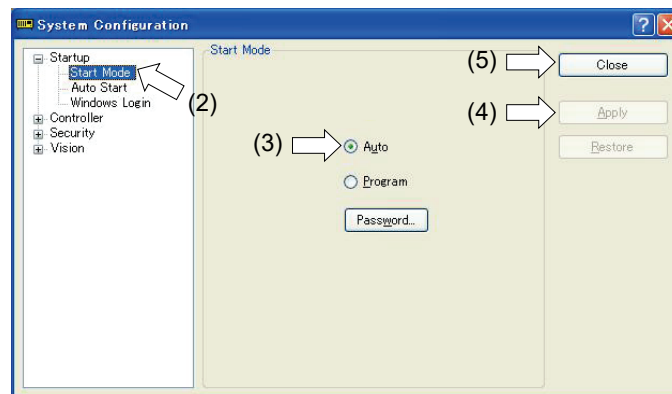 System Configuration
Startup
Start Mode
Auto Start
Windows Login
Controller
Security
Vision
(2)
Start Mode
(3)
Auto
Program
Password...
(5)
Close
(4)
Apply
Restore